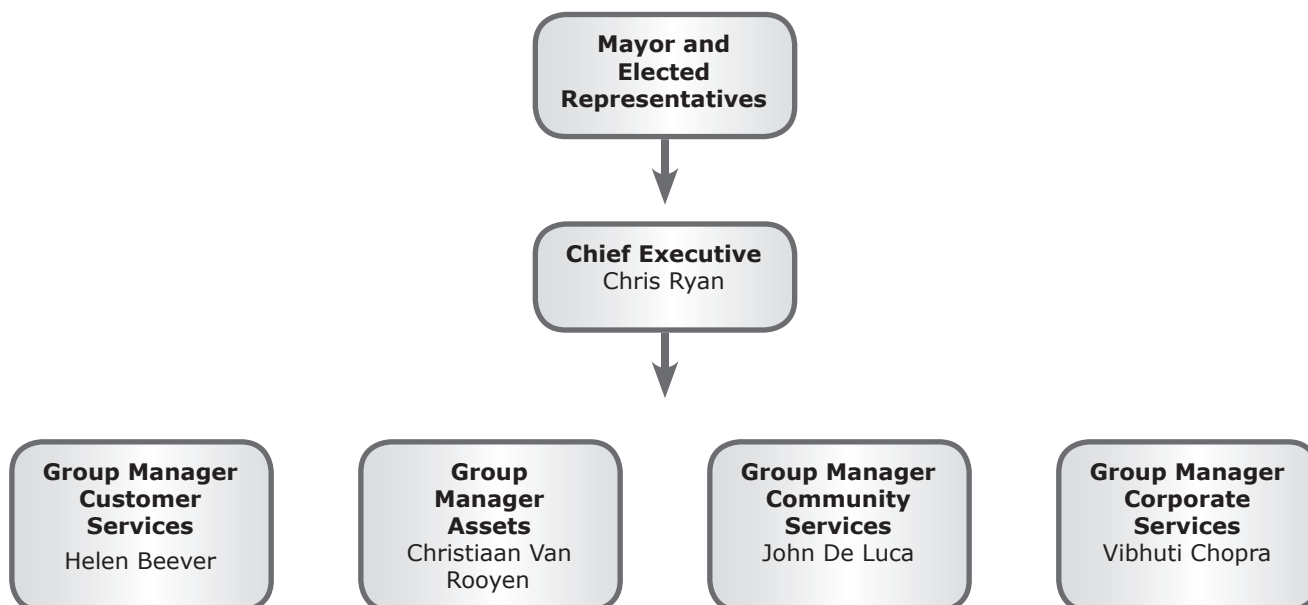 Mayor and
Elected
Representatives
Chief Executive
Chris Ryan
Group Manager
Customer
Services
Helen Beever
Group
Manager
Assets
Christiaan Van
Rooyen
Group Manager
Community
Services
John De Luca
Group Manager
Corporate
Services
Vibhuti Chopra